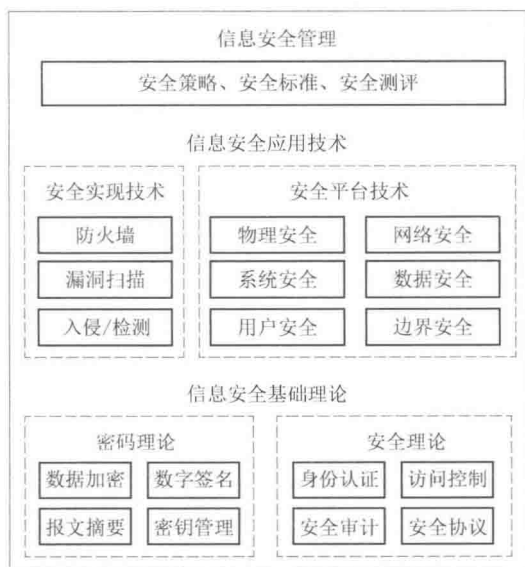 信息安全管理
安全策略、安全标准、安全测评
信息安全应用技术
安全实现技术
防火墙
漏洞扫描
入侵/检测
安全平台技术
物理安全 网络安全
系统安全 数据安全
用户安全 边界安全
信息安全基础理论
密码理论
数据加密 数字签名
报文摘要 密钥管理
安全理论
身份认证 访问控制
安全审计 安全协议